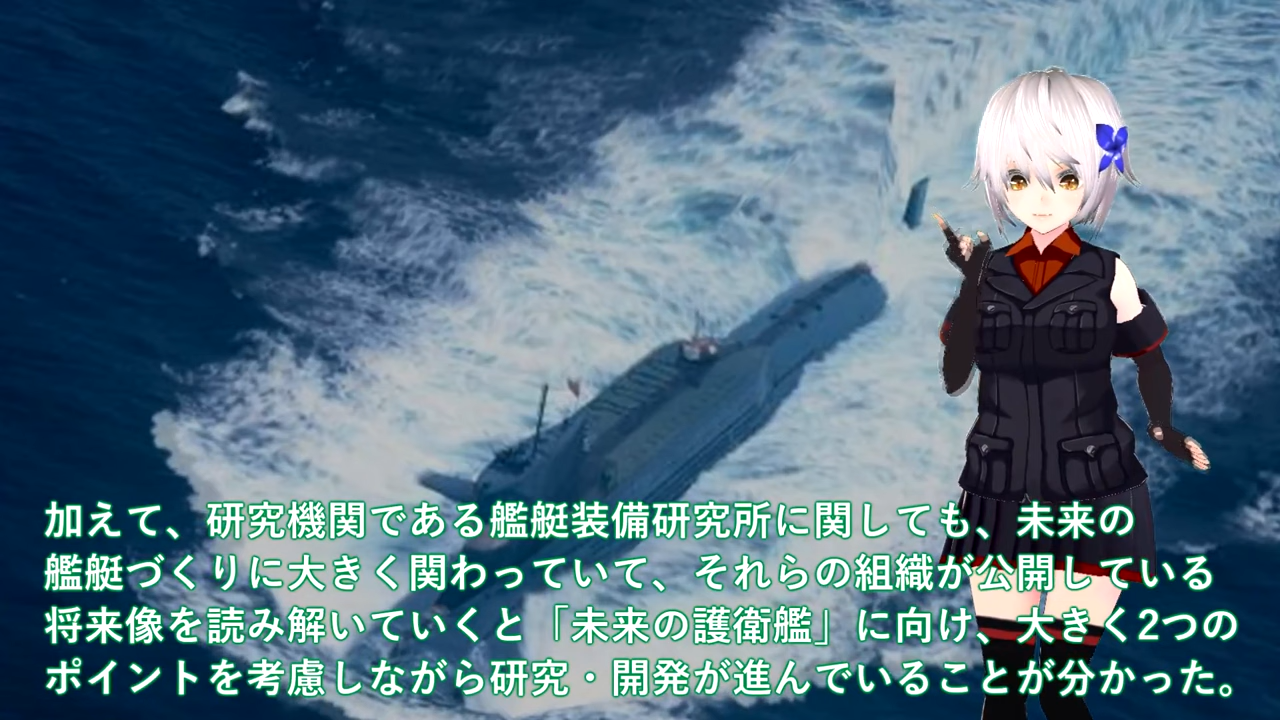 加えて、研究機関である艦艇装備研究所に関しても、未来の
艦艇づくりに大きく関わっていて、それらの組織が公開している
将来像を読み解いていくと「未来の護衛艦」に向け、大きく2つの
ポイントを考慮しながら研究・開発が進んでいることが分かった。